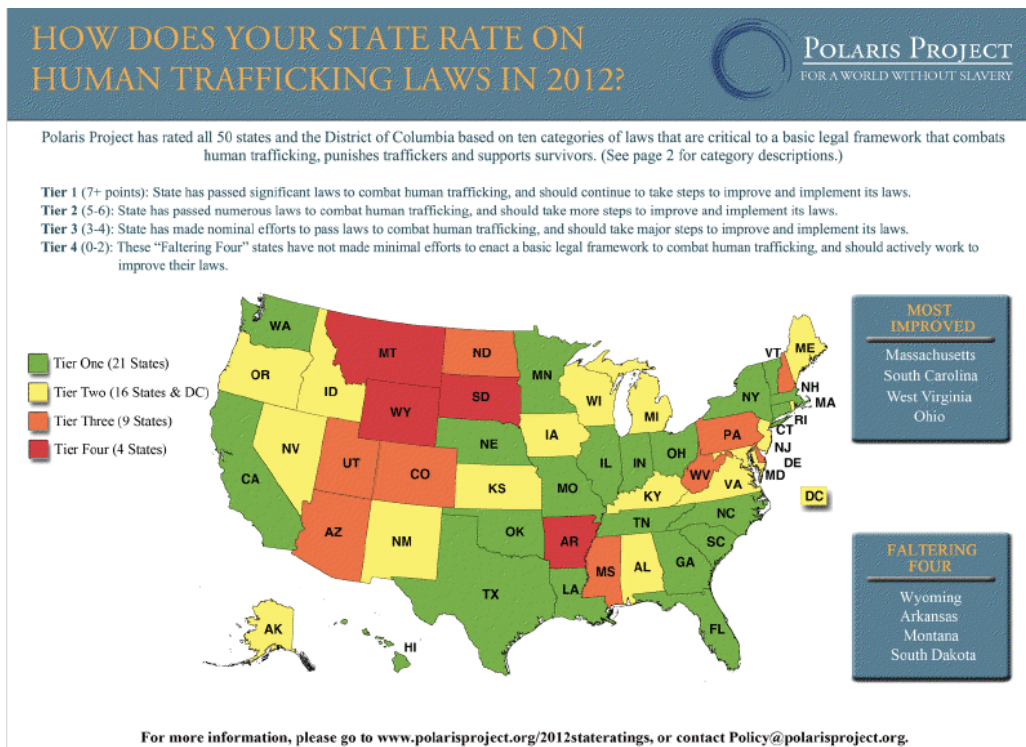 HOW DOES YOUR STATE RATE ON
HUMAN TRAFFICKING LAWS IN 2012?
POLARIS PROJECT
FOR A WORLD WITHOUT SLAVERY
Polaris Project has rated all 50 states and the District of Columbia based on ten categories of laws that are critical to a basic legal framework that combats
human trafficking, punishes traffickers and supports survivors. (See page 2 for category descriptions.)
Tier 1 (7+ points): State has passed significant laws to combat human trafficking, and should continue to take steps to improve and implement its laws.
Tier 2 (5-6): State has passed numerous laws to combat human trafficking, and should take more steps to improve and implement its laws.
Tier 3 (3-4): State has made nominal efforts to pass laws to combat human trafficking, and should take major steps to improve and implement its laws.
Tier 4 (0-2): These “Faltering Four” states have not made minimal efforts to enact a basic legal framework to combat human trafficking, and should actively work to
improve their laws.
Tier One (21 States)
Tier Two (16 States & DC)
Tier Three (9 States)
Tier Four (4 States)
WA
MT
ND
MN
VT
ME
OR
ID
WY
SD
WI
MI
NY
NH
MA
RI
CT
NV
UT
CO
NE
IA
IL
IN
OH
PA
NJ
DE
MD
WV
VA
DC
CA
AZ
NM
KS
MO
KY
TN
NC
OK
AR
SC
TX
LA
MS
AL
GA
FL
AK
HI
MOST
IMPROVED
Massachusetts
South Carolina
West Virginia
Ohio
FALTERING
FOUR
Wyoming
Arkansas
Montana
South Dakota
For more information, please go to www.polarisproject.org/2012stateratings, or contact Policy@polarisproject.org.